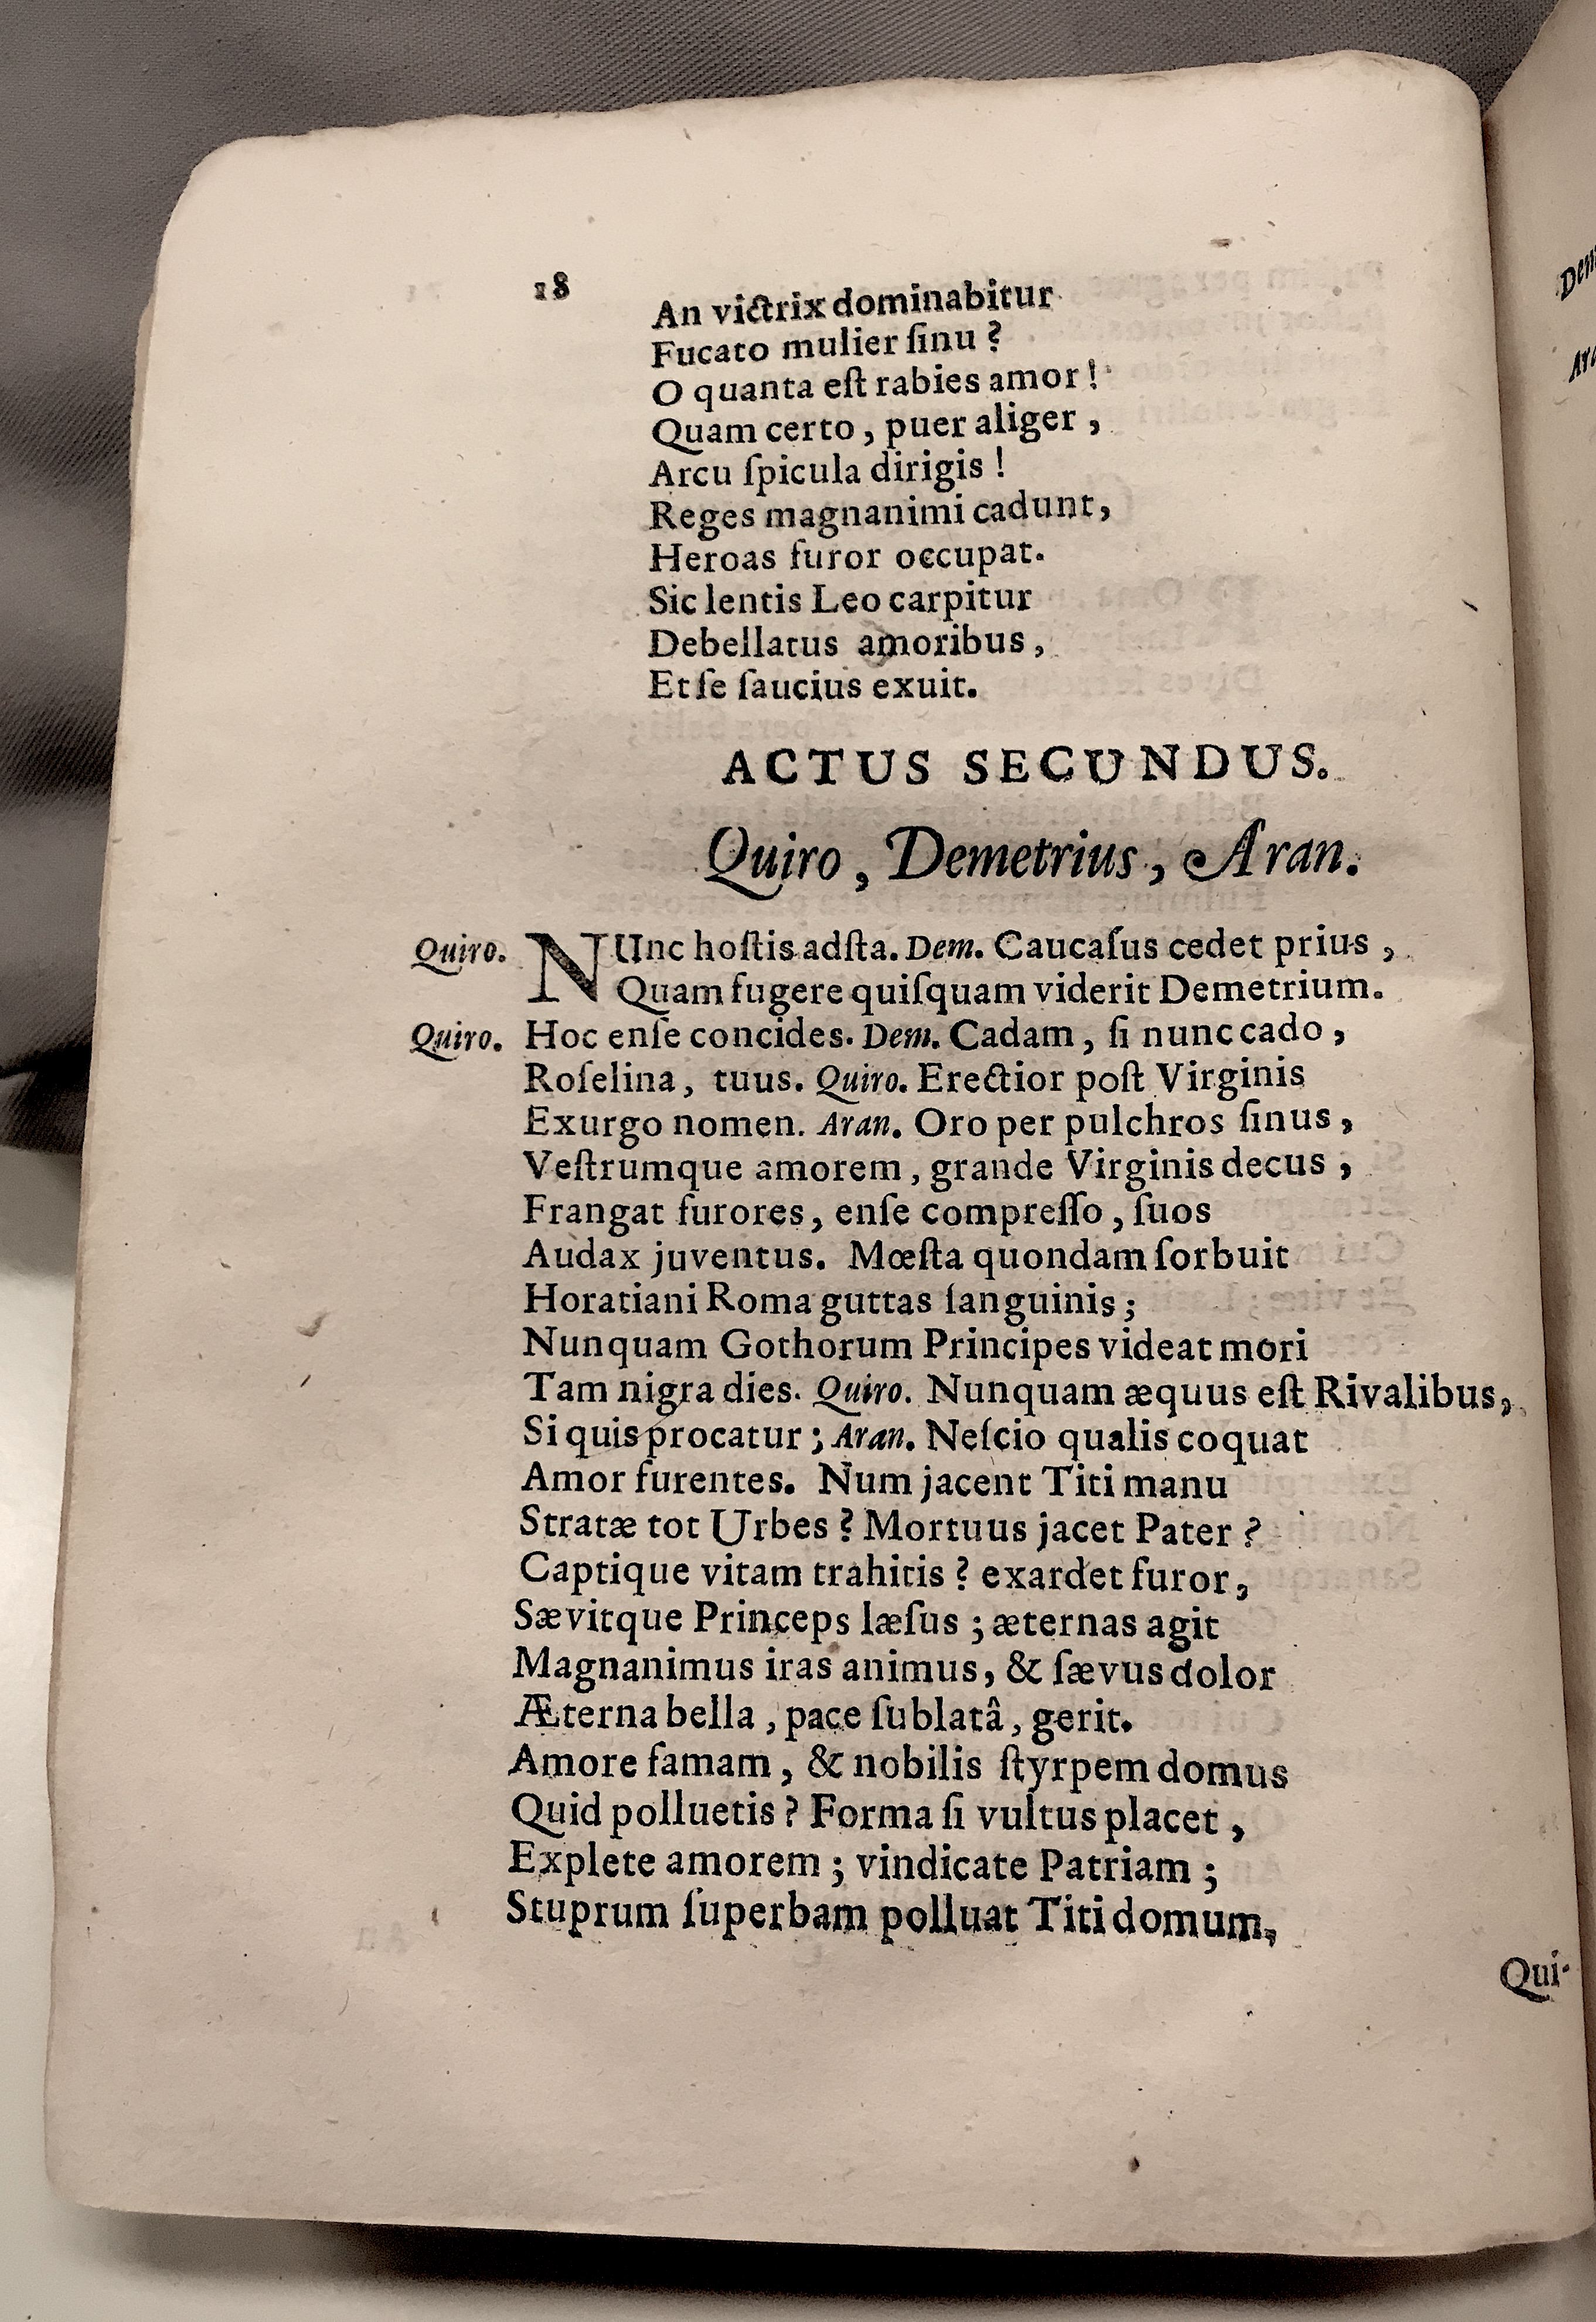 18
An victrix dominabitur
Fucato mulier ſinu ?
O quanta eſt rabies amor !
Quam certo , puer aliger ,
Arcu ſpicula dirigis !
Reges magnanimi cadunt,
Heroas furor occupat.
Sic lentis Leo carpitur
Debellatus amoribus ,
Et ſe ſaucius exuit.
ACTUS SECUNDUS.
Quiro , Demetrius , Aran.
Quiro. NUnc hoſtis adſta. Dem. Caucaſus cedet prius ,
Quam fugere quiſquam viderit Demetrium.
Quiro. Hoc enſe concides. Dem. Cadam , ſi nunc cado ,
Roſelina , tuus. Quiro. Erectior poſt Virginis
Exurgo nomen. Aran. Oro per pulchros ſinus ,
Veſtrumque amorem , grande Virginis decus ,
Frangat furores , enſe compreſſo , ſuos
Audax juventus. Mœſta quondam ſorbuit
Horatiani Roma guttas ſanguinis ;
Nunquam Gothorum Principes videat mori
Tam nigra dies. Quiro. Nunquam æquus eſt Rivalibus,
Si quis procatur ; Aran. Neſcio qualis coquat
Amor furentes. Num jacent Titi manu
Stratæ tot Urbes ? Mortuus jacet Pater ?
Captique vitam trahitis ? exardet furor,
Sævitque Princeps læſus ; æternas agit
Magnanimus iras animus, & ſævus dolor
Æterna bella , pace ſublatâ , gerit.
Amore famam , & nobilis ſtyrpem domus
Quid polluetis ? Forma ſi vultus placet ,
Explete amorem ; vindicate Patriam ;
Stuprum ſuperbam polluat Titi domum,
Qui-
Dem